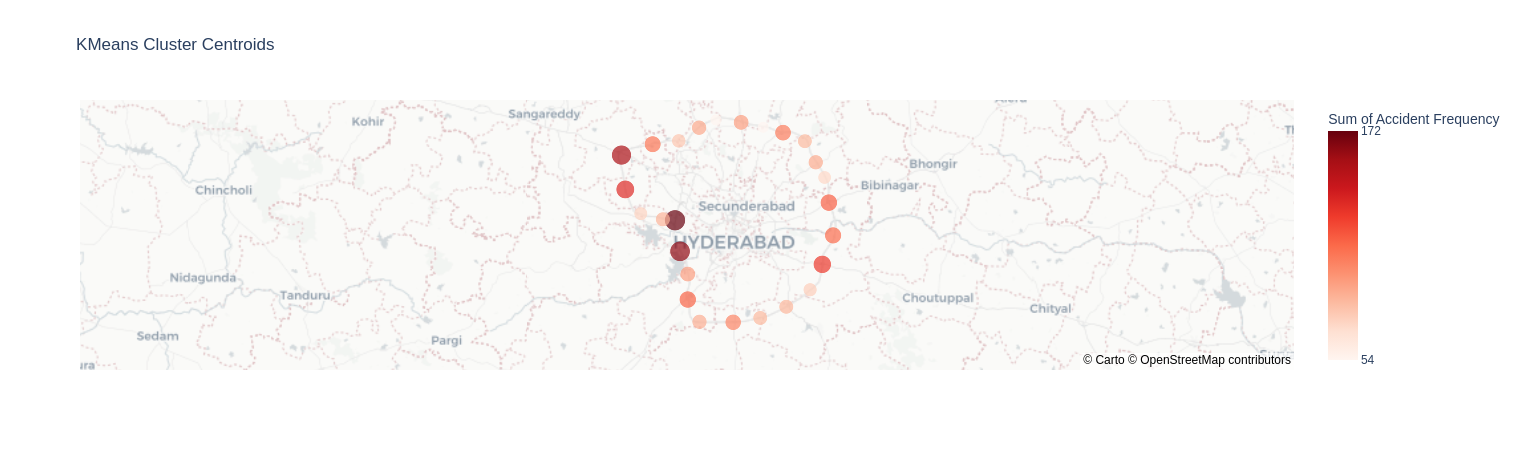 KMeans Cluster Centroids
Sangareddy
Kohir
Sum of Accident Frequency
172
Bhongir
Chincholi
Bibinagar
Secunderabad
HYDERABAD
Nidagunda
Tanduru
Choutuppal
Chityal
Sedam
Pargi
© Carto © OpenStreetMap contributors
54